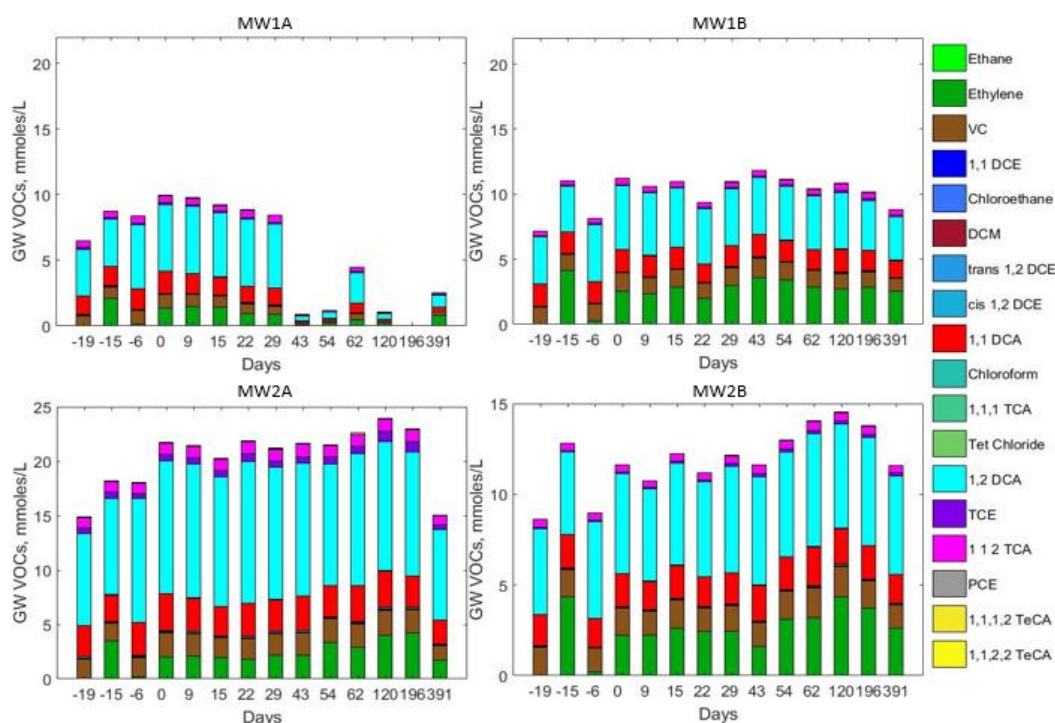 MW1A
20
15
10
5
0
GW VOCs, mmoles/L
-19 -15 -6 0 9 15 22 29 43 54 62 120 196 391
Days
MW1B
20
15
10
5
0
GW VOCs, mmoles/L
-19 -15 -6 0 9 15 22 29 43 54 62 120 196 391
Days
MW2A
25
20
15
10
5
0
GW VOCs, mmoles/L
-19 -15 -6 0 9 15 22 29 43 54 62 120 196 391
Days
MW2B
15
10
5
0
GW VOCs, mmoles/L
-19 -15 -6 0 9 15 22 29 43 54 62 120 196 391
Days
Ethane
Ethylene
VC
1,1 DCE
Chloroethane
DCM
trans 1,2 DCE
cis 1,2 DCE
1,1 DCA
Chloroform
1,1,1 TCA
Tet Chloride
1,2 DCA
TCE
1 1 2 TCA
PCE
1,1,1,2 TeCA
1,1,2,2 TeCA